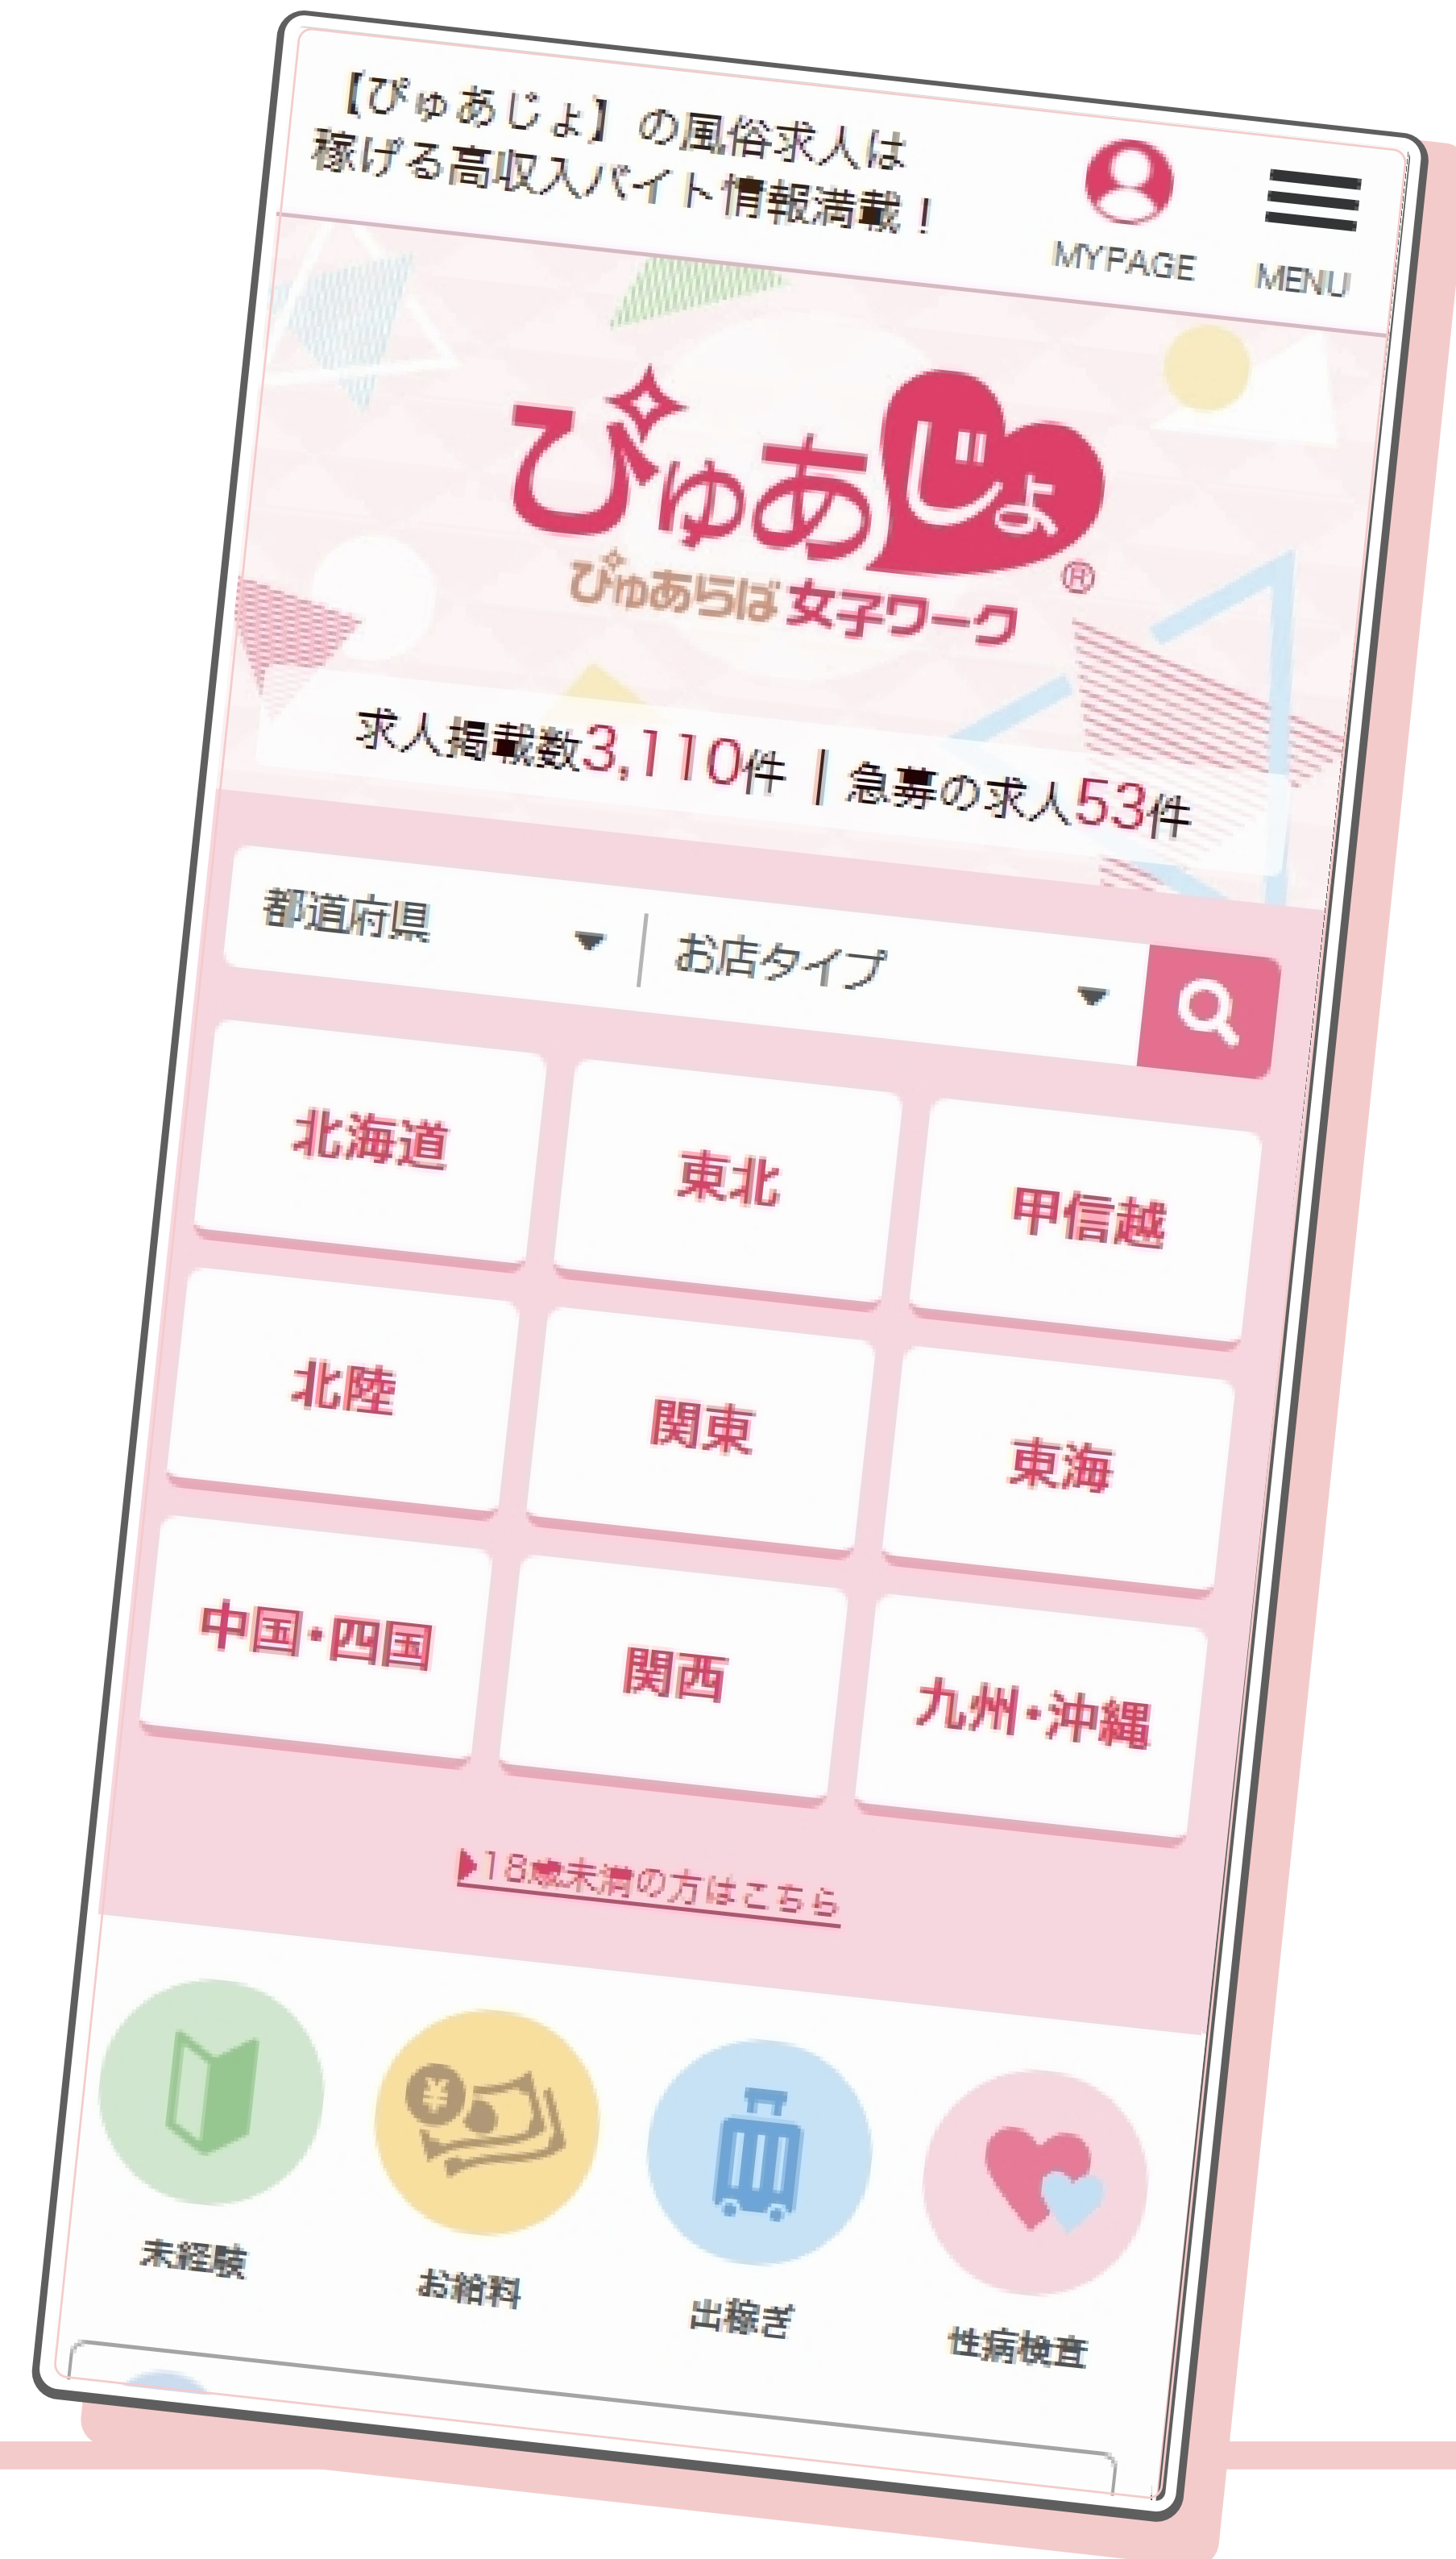 【ぴゅあじょ】の風俗求人は
稼げる高収入バイト情報満載！
MYPAGE
MENU
ぴゅあじょ®
ぴゅあらば女子ワーク
求人掲載数3,110件 | 急募の求人53件
都道府県
お店タイプ
北海道
東北
甲信越
北陸
関東
東海
中国・四国
関西
九州・沖縄
18歳未満の方はこちら
未経験
お給料
出稼ぎ
性病検査